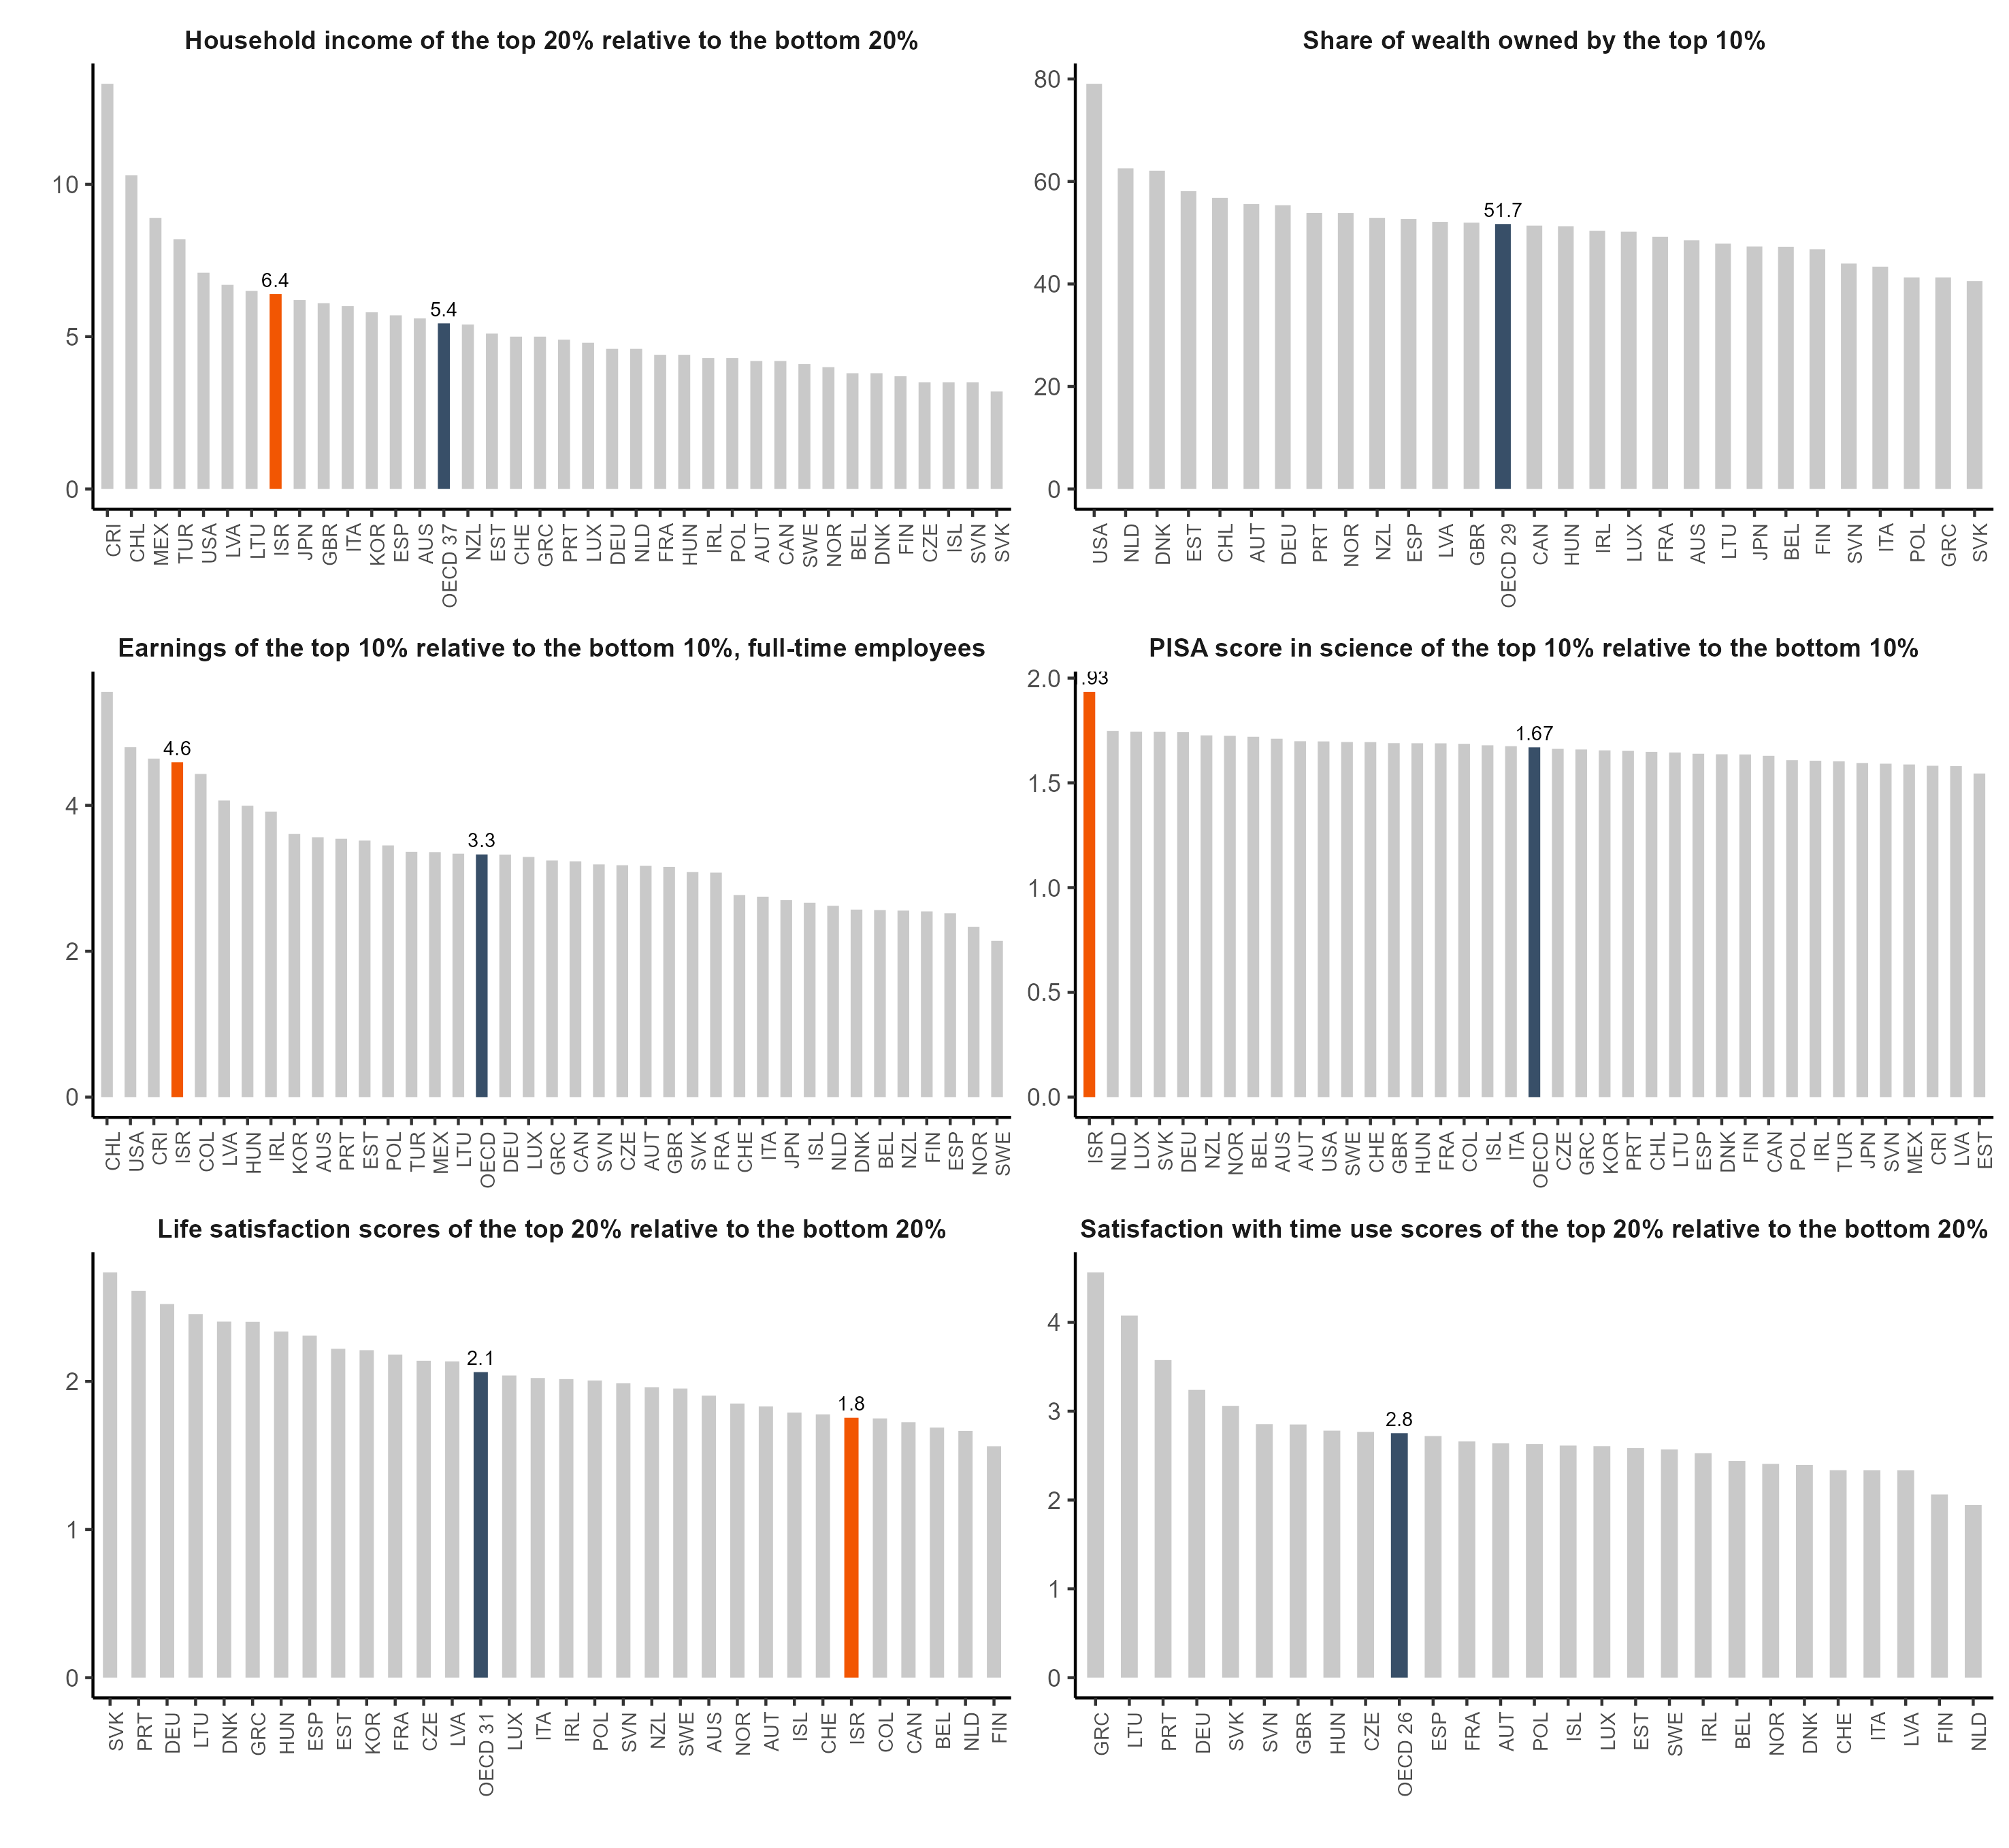 Household income of the top 20% relative to the bottom 20%
10
5
0
6.4
5.4
CRI CHL MEX TUR USA LVA LTU ISR JPN GBR ITA KOR ESP AUS OECD 37 NZL EST CHE GRC PRT LUX DEU NLD FRA HUN IRL POL AUT CAN SWE NOR BEL DNK FIN CZE ISL SVN SVK
Share of wealth owned by the top 10%
80
60
40
20
0
51.7
USA NLD DNK EST CHL AUT DEU PRT NOR NZL ESP LVA GBR OECD 29 CAN HUN IRL LUX FRA AUS LTU JPN BEL FIN SVN ITA POL GRC SVK
Earnings of the top 10% relative to the bottom 10%, full-time employees
4
2
0
4.6
3.3
CHL USA CRI ISR COL LVA HUN IRL KOR AUS PRT EST POL TUR MEX LTU OECD DEU LUX GRC CAN SVN CZE AUT GBR SVK FRA CHE ITA JPN ISL NLD DNK BEL NZL FIN ESP NOR SWE
PISA score in science of the top 10% relative to the bottom 10%
2.0
1.5
1.0
0.5
0.0
.93
1.67
ISR NLD LUX SVK DEU NZL NOR BEL AUS AUT USA SWE CHE GBR HUN FRA COL ISL ITA OECD CZE GRC KOR PRT CHL LTU ESP DNK FIN CAN POL IRL TUR JPN SVN MEX CRI LVA EST
Life satisfaction scores of the top 20% relative to the bottom 20%
2
1
0
2.1
1.8
SVK PRT DEU LTU DNK GRC HUN ESP EST KOR FRA CZE LVA OECD 31 LUX ITA IRL POL SVN NZL SWE AUS NOR AUT ISL CHE ISR COL CAN BEL NLD FIN
Satisfaction with time use scores of the top 20% relative to the bottom 20%
4
3
2
1
0
2.8
GRC LTU PRT DEU SVK SVN GBR HUN CZE OECD 26 ESP FRA AUT POL ISL LUX EST SWE IRL BEL NOR DNK CHE ITA LVA FIN NLD